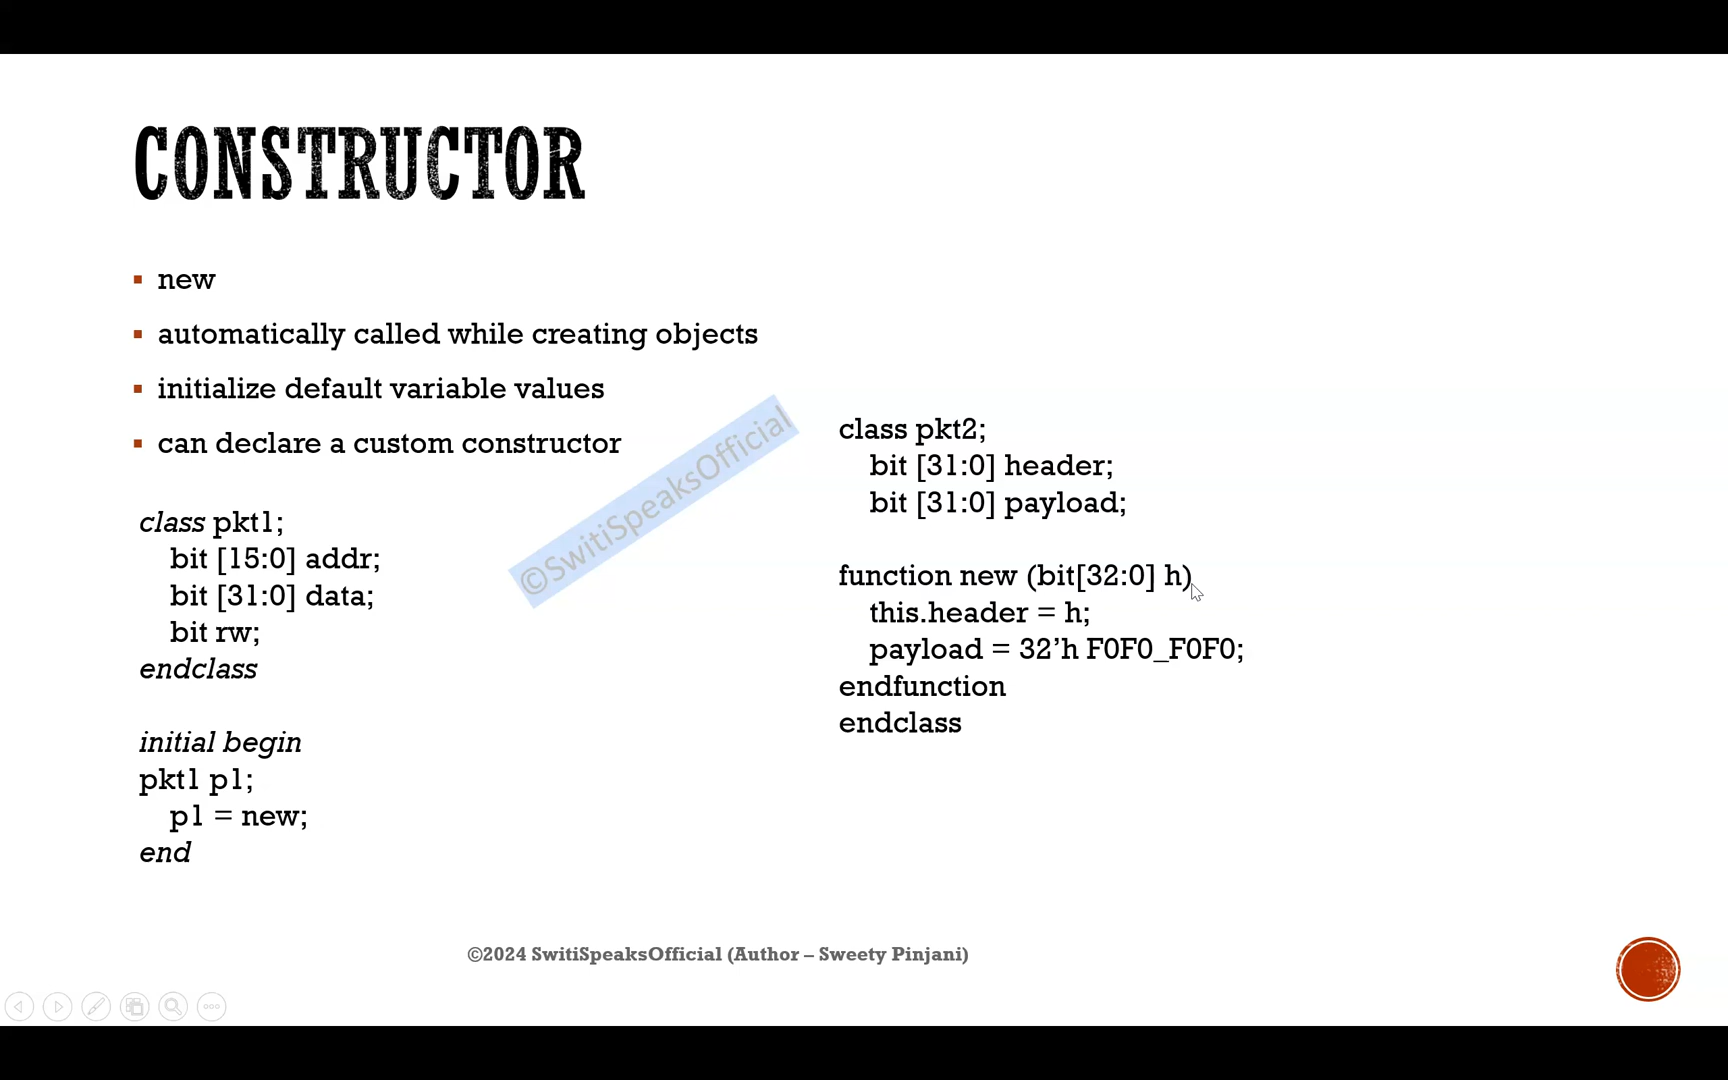 CONSTRUCTOR
new
automatically called while creating objects
initialize default variable values
can declare a custom constructor
class pkt1;
bit [15:0] addr;
bit [31:0] data;
bit rw;
endclass
initial begin
pkt1 p1;
p1 = new;
end
©SwitiSpeaksOfficial
class pkt2;
bit [31:0] header;
bit [31:0] payload;
function new (bit[32:0] h)
this.header = h;
payload = 32’h F0F0_F0F0;
endfunction
endclass
©2024 SwitiSpeaksOfficial (Author – Sweety Pinjani)